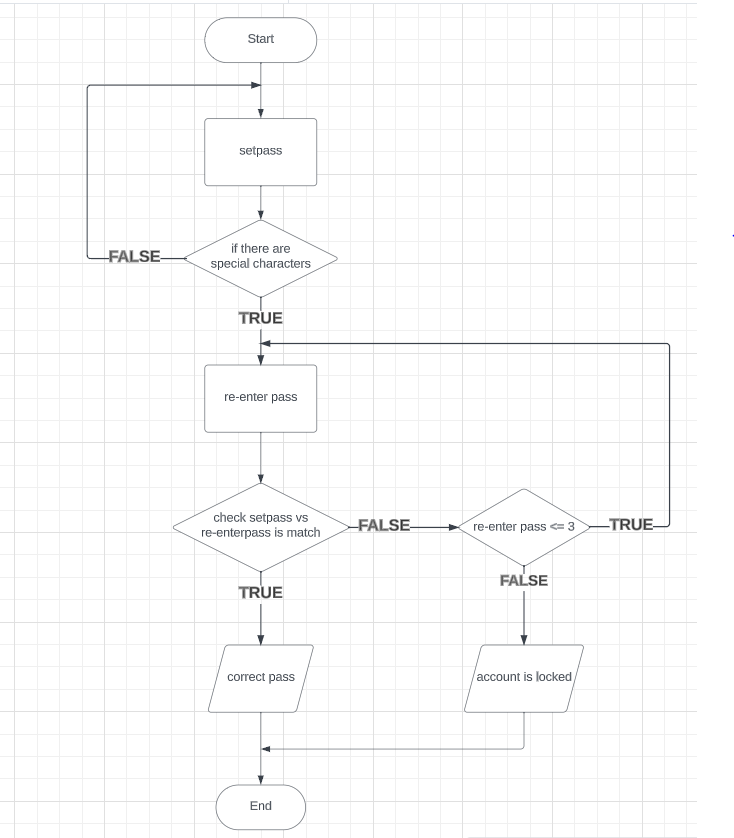 Start
setpass
if there are
special characters
FALSE
TRUE
re-enter pass
check setpass vs
re-enterpass is match
FALSE
re-enter pass <= 3
TRUE
TRUE
FALSE
correct pass
account is locked
End